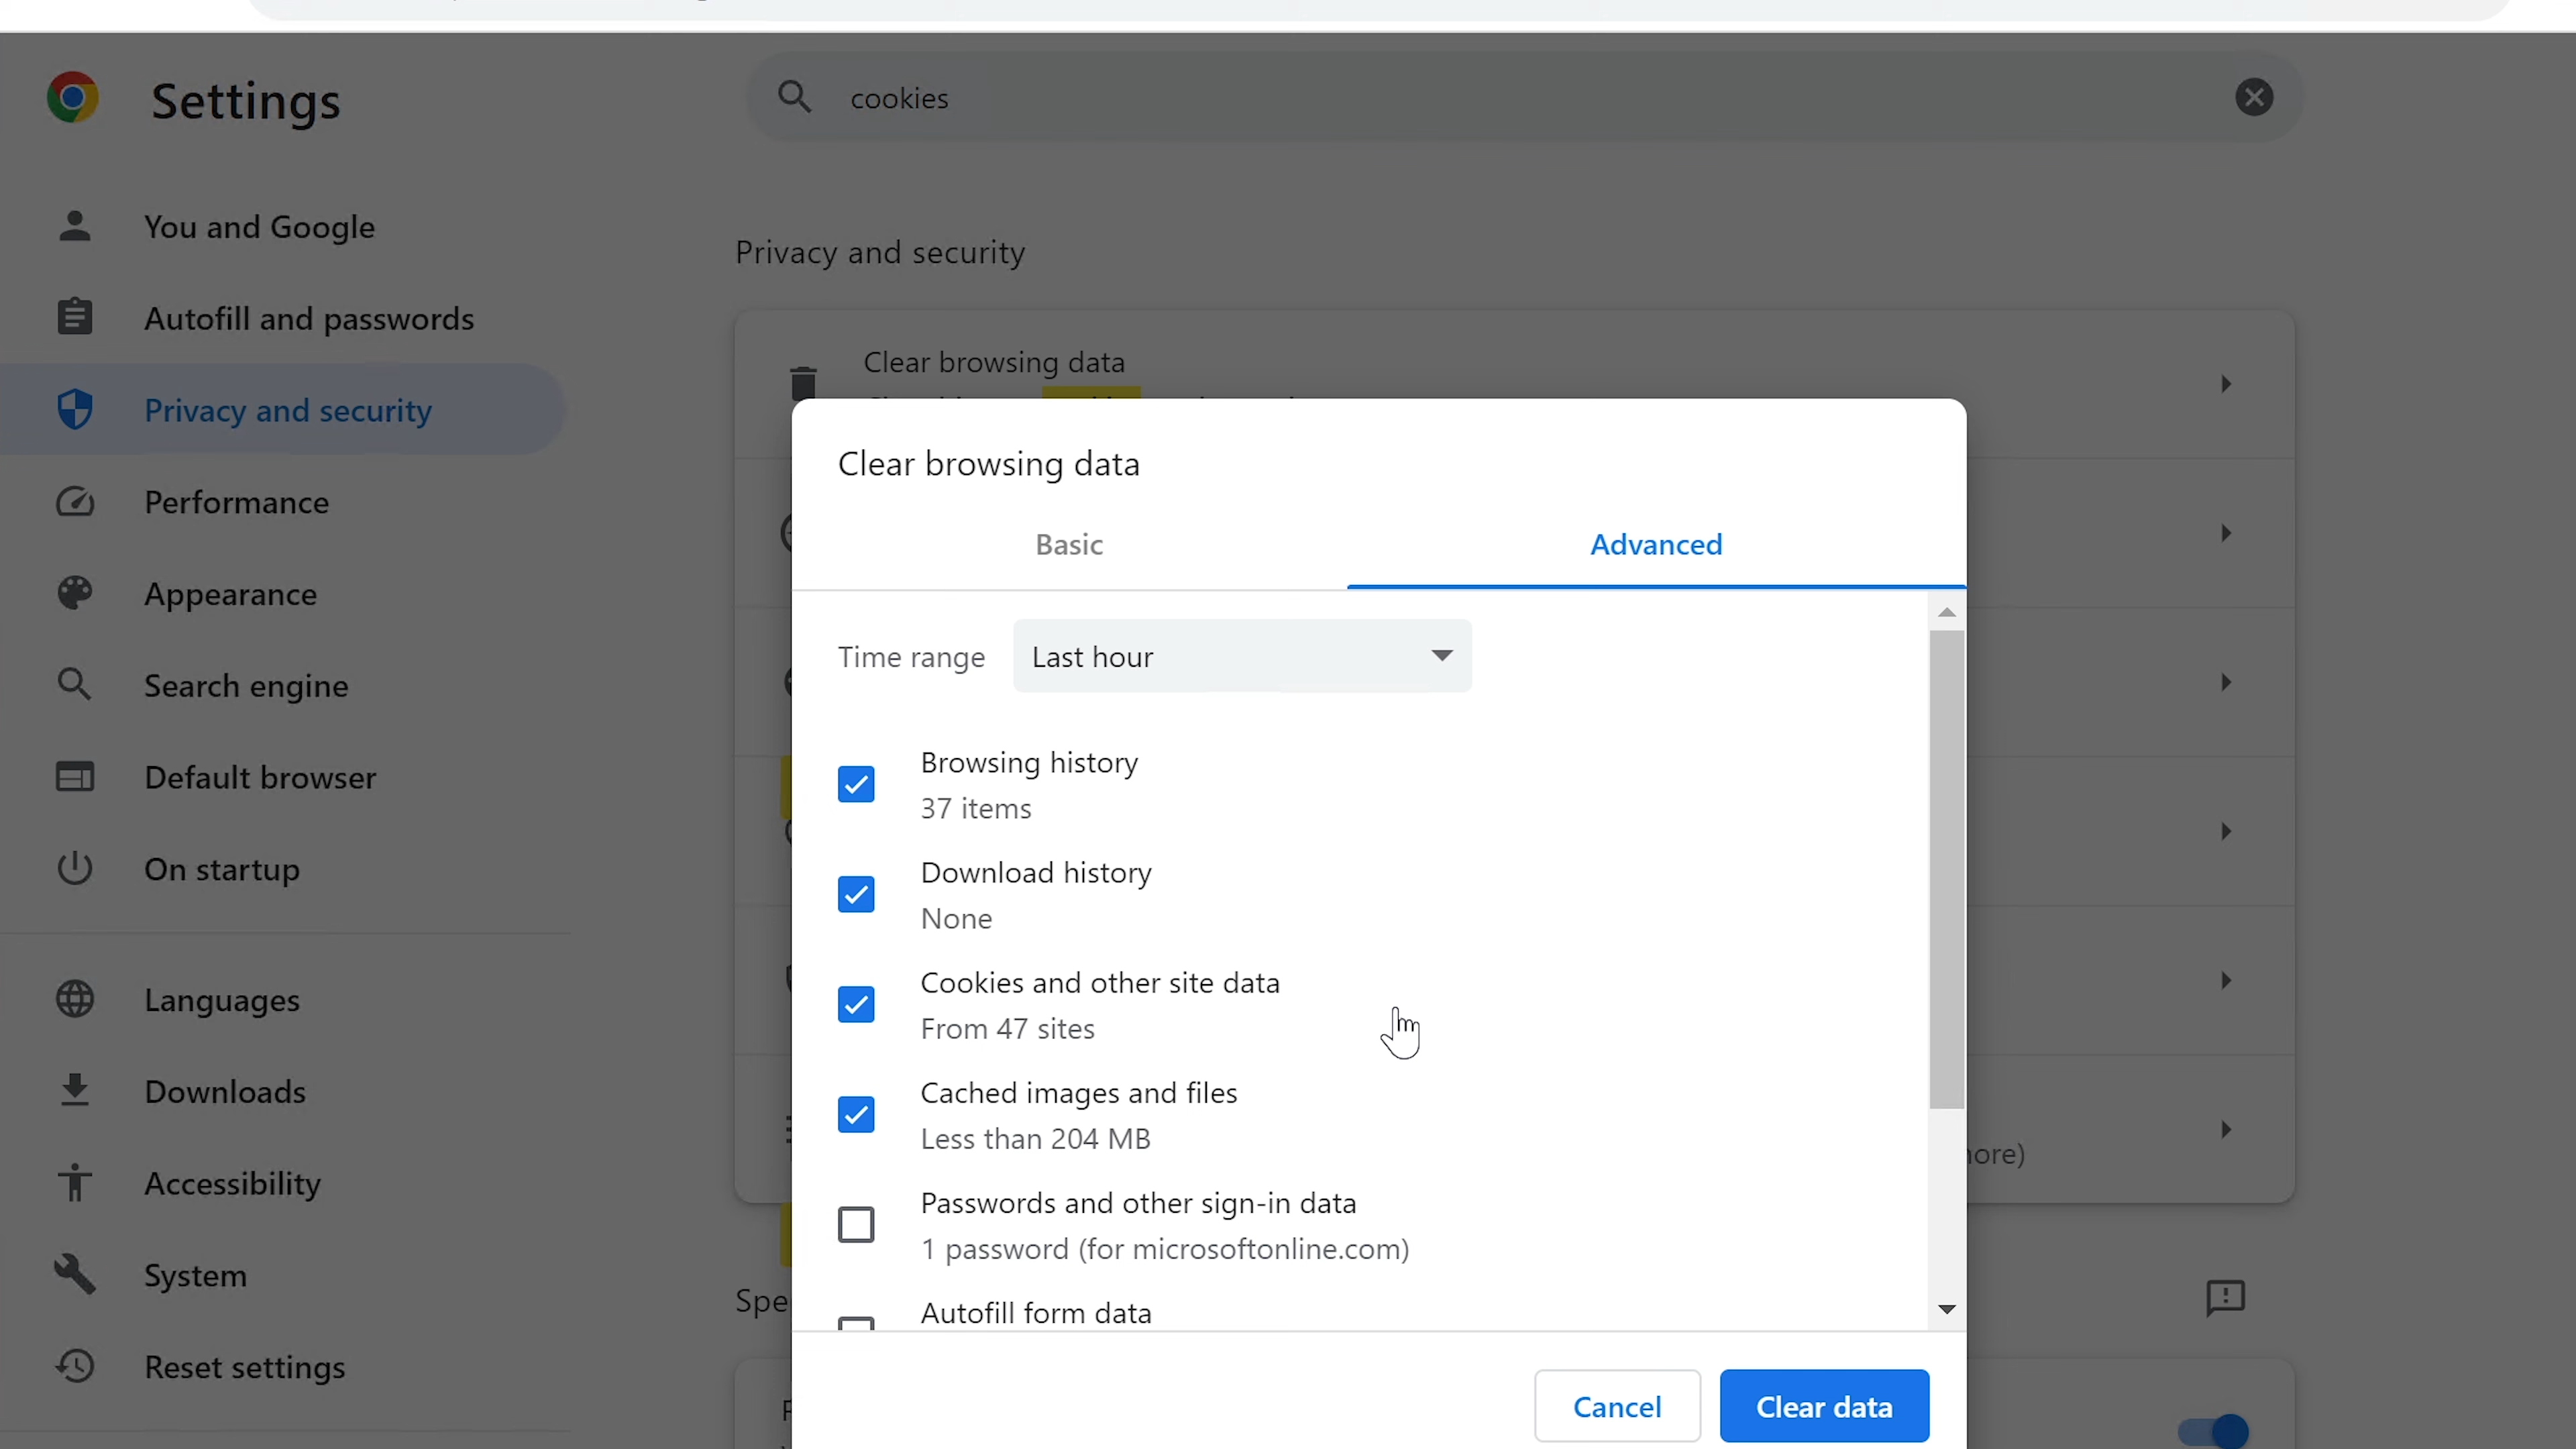 Settings
cookies
You and Google
Autofill and passwords
Privacy and security
Performance
Appearance
Search engine
Default browser
On startup
Languages
Downloads
Accessibility
System
Reset settings
Privacy and security
Clear browsing data
Clear browsing data
Basic
Advanced
Time range
Last hour
Browsing history
37 items
Download history
None
Cookies and other site data
From 47 sites
Cached images and files
Less than 204 MB
Passwords and other sign-in data
1 password (for microsoftonline.com)
Autofill form data
Cancel
Clear data